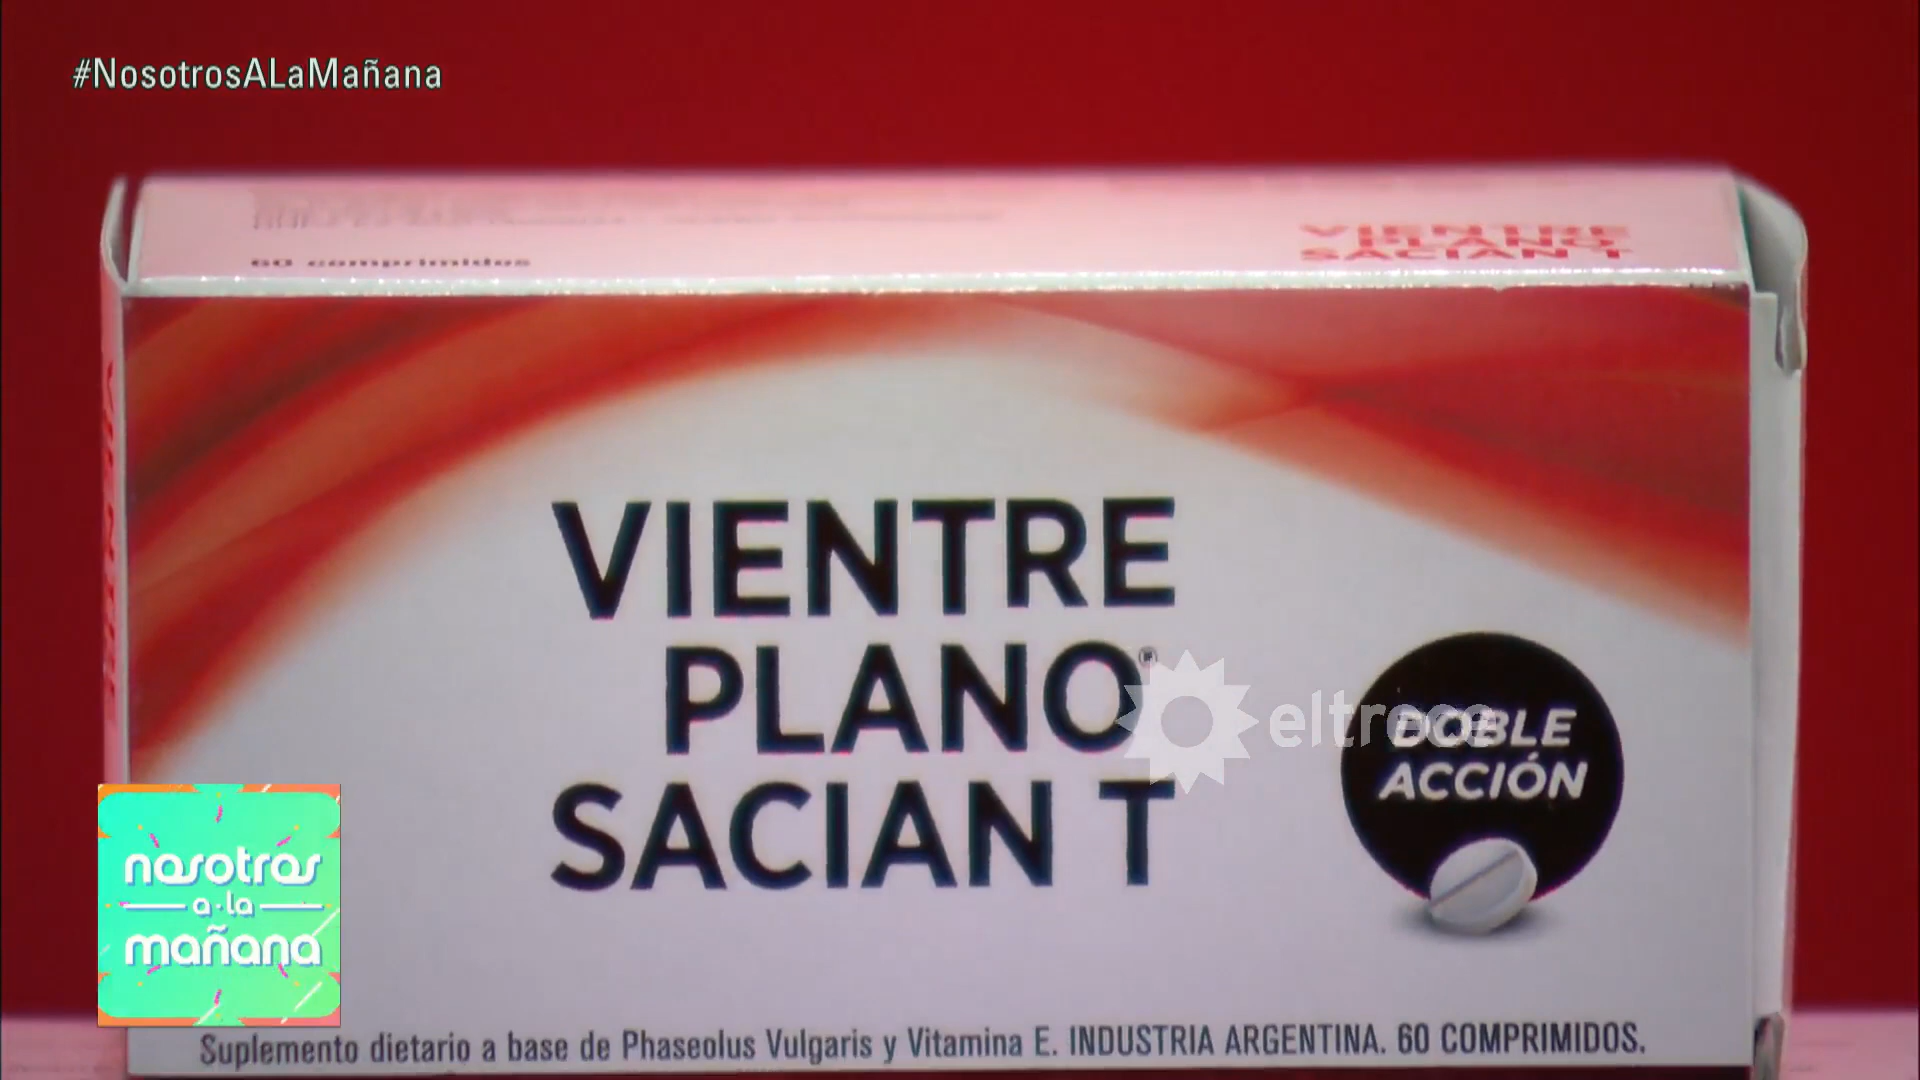 #NosotrosALaMañana
60 comprimidos
VIENTRE
PLANO
SACIAN T
VIENTRE
PLANO®
SACIAN T
eltrece
DOBLE
ACCIÓN
nosotros
a·la
mañana
Suplemento dietario a base de Phaseolus Vulgaris y Vitamina E. INDUSTRIA ARGENTINA. 60 COMPRIMIDOS.